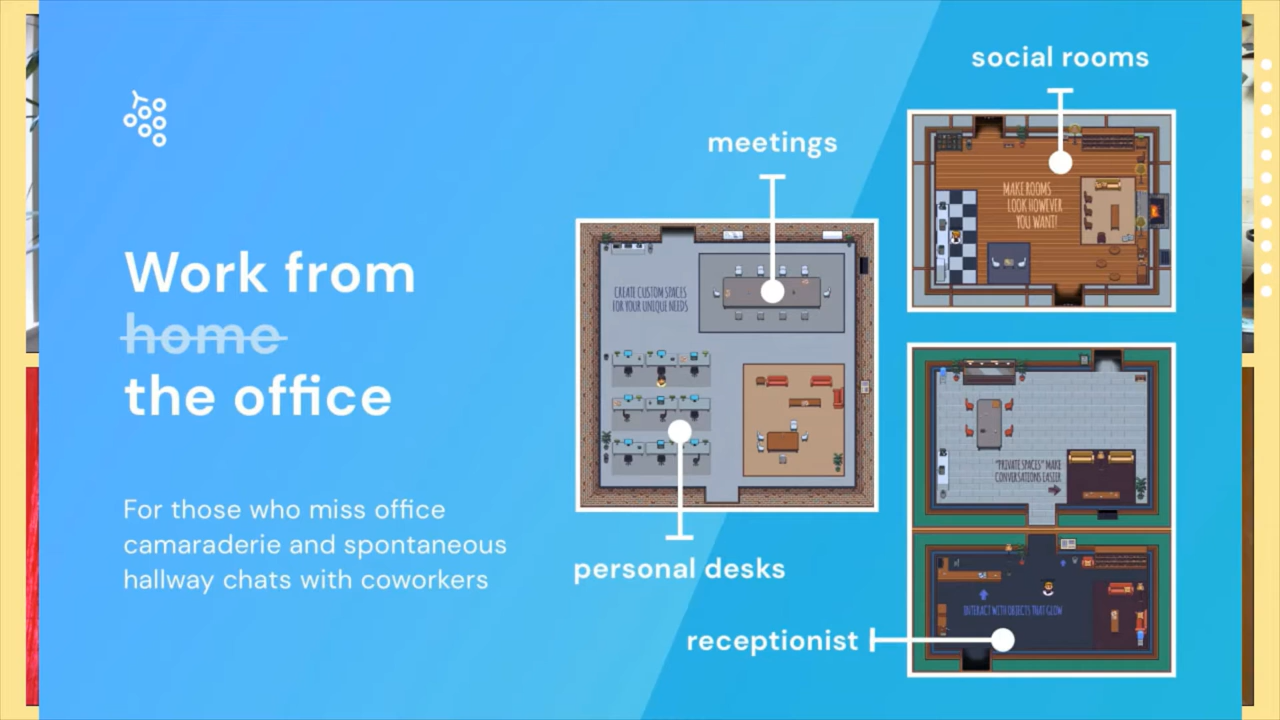 social rooms
meetings
MAKE ROOMS
LOOK HOWEVER
YOU WANT!
Work from
home
the office
CREATE CUSTOM SPACES
FOR YOUR UNIQUE NEEDS
"PRIVATE SPACES" MAKE
CONVERSATIONS EASIER
For those who miss office
camaraderie and spontaneous
hallway chats with coworkers
personal desks
INTERACT WITH OBJECTS THAT GLOW
receptionist